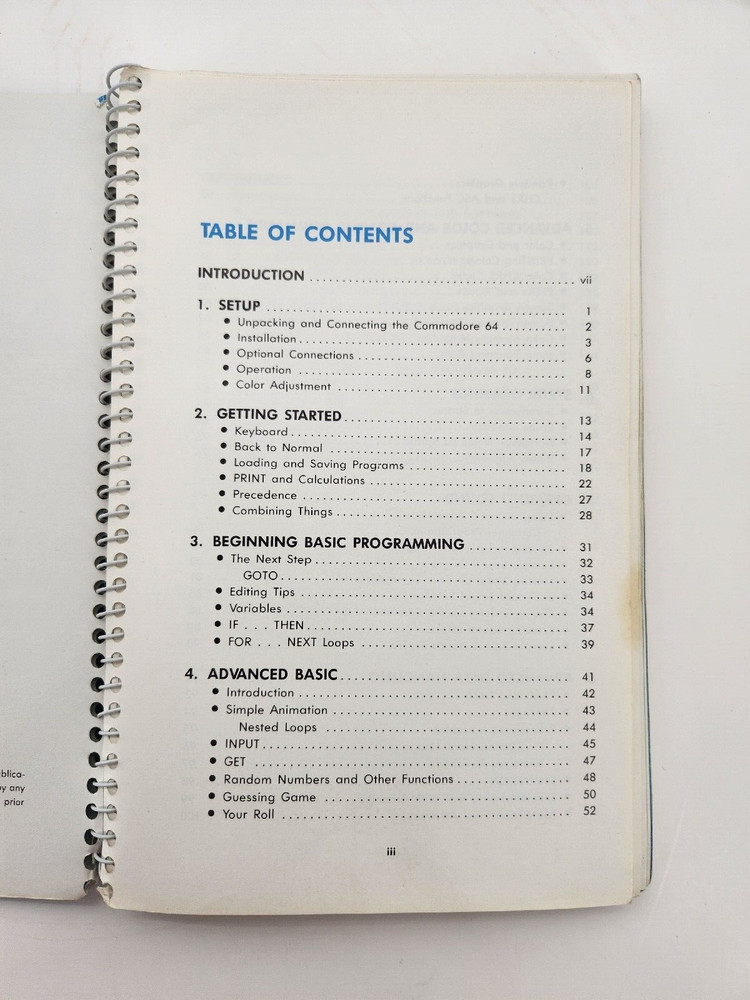 blica-
y any
prior
TABLE OF CONTENTS
INTRODUCTION . . . . . . . . . . . . . . . . . . . . vii
1. SETUP . . . . . . . . . . . . . . . . . . . . 1
● Unpacking and Connecting the Commodore 64 . . . . . . . . . . 2
● Installation . . . . . . . . . . . . . . . . . . . . 3
● Optional Connections . . . . . . . . . . . . . . . . . . . . 6
● Operation . . . . . . . . . . . . . . . . . . . . 8
● Color Adjustment . . . . . . . . . . . . . . . . . . . . 11
2. GETTING STARTED . . . . . . . . . . . . . . . . . . . . 13
● Keyboard . . . . . . . . . . . . . . . . . . . . 14
● Back to Normal . . . . . . . . . . . . . . . . . . . . 17
● Loading and Saving Programs . . . . . . . . . . . . . . . . . . . . 18
● PRINT and Calculations . . . . . . . . . . . . . . . . . . . . 22
● Precedence . . . . . . . . . . . . . . . . . . . . 27
● Combining Things . . . . . . . . . . . . . . . . . . . . 28
3. BEGINNING BASIC PROGRAMMING . . . . . . . . . . . . . . 31
● The Next Step . . . . . . . . . . . . . . . . . . . . 32
GOTO . . . . . . . . . . . . . . . . . . . . 33
● Editing Tips . . . . . . . . . . . . . . . . . . . . 34
● Variables . . . . . . . . . . . . . . . . . . . . 34
● IF . . . THEN . . . . . . . . . . . . . . . . . . . . 37
● FOR . . . NEXT Loops . . . . . . . . . . . . . . . . . . . . 39
4. ADVANCED BASIC . . . . . . . . . . . . . . . . . . . . 41
● Introduction . . . . . . . . . . . . . . . . . . . . 42
● Simple Animation . . . . . . . . . . . . . . . . . . . . 43
Nested Loops . . . . . . . . . . . . . . . . . . . . 44
● INPUT . . . . . . . . . . . . . . . . . . . . 45
● GET . . . . . . . . . . . . . . . . . . . . 47
● Random Numbers and Other Functions . . . . . . . . . . . . . . . . 48
● Guessing Game . . . . . . . . . . . . . . . . . . . . 50
● Your Roll . . . . . . . . . . . . . . . . . . . . 52
iii